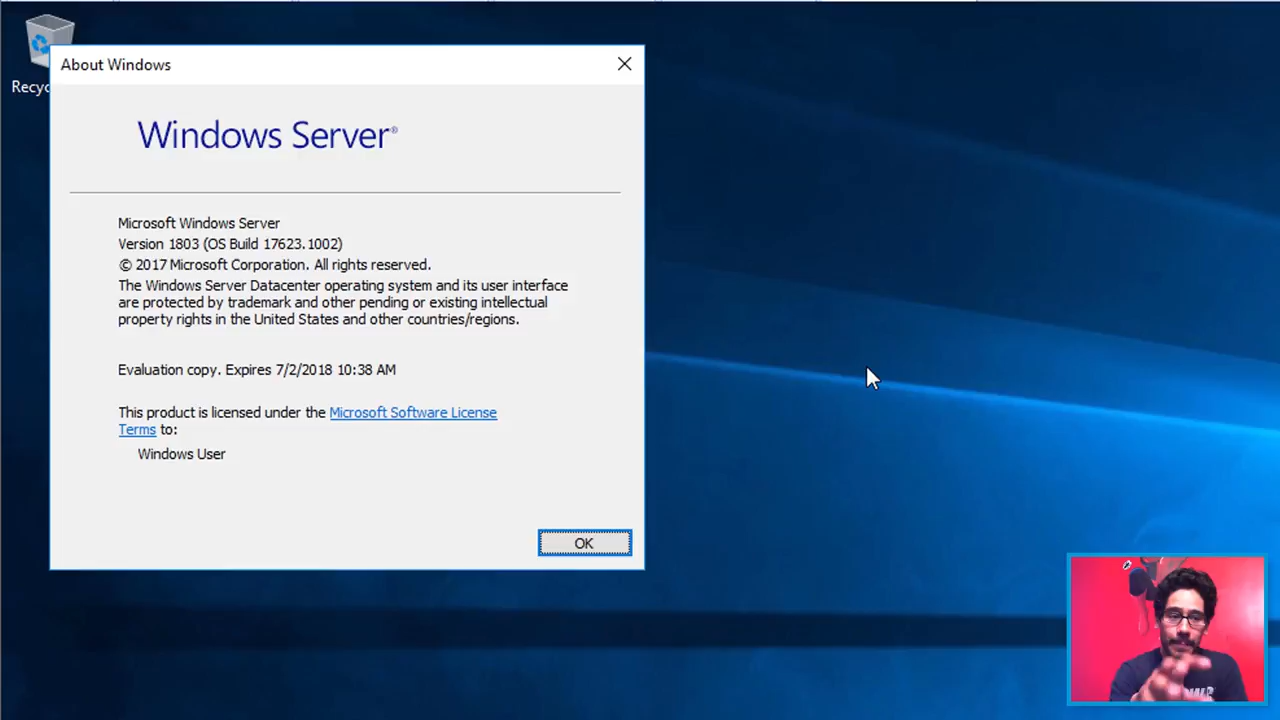 Recyc
About Windows
Windows Server®
Microsoft Windows Server
Version 1803 (OS Build 17623.1002)
© 2017 Microsoft Corporation. All rights reserved.
The Windows Server Datacenter operating system and its user interface
are protected by trademark and other pending or existing intellectual
property rights in the United States and other countries/regions.
Evaluation copy. Expires 7/2/2018 10:38 AM
This product is licensed under the Microsoft Software License
Terms to:
Windows User
OK